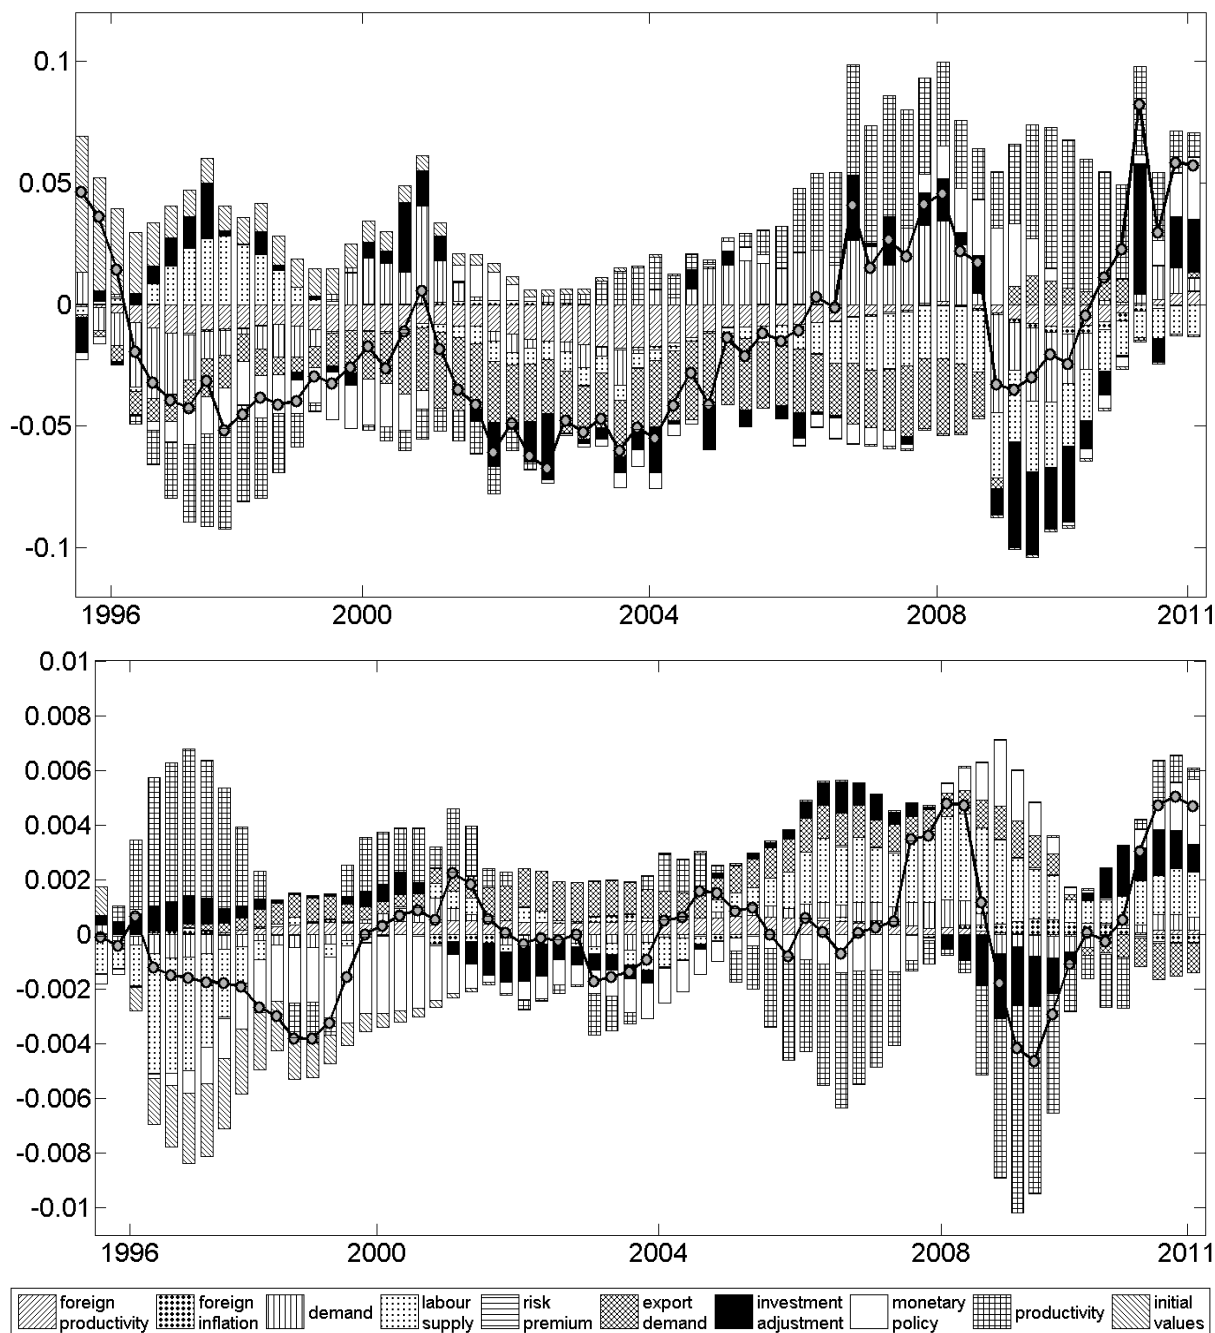 0.1
0.05
0
-0.05
-0.1
1996 2000 2004 2008 2011
0.01
0.008
0.006
0.004
0.002
0
-0.002
-0.004
-0.006
-0.008
-0.01
1996 2000 2004 2008 2011
foreign productivity
foreign inflation
demand
labour supply
risk premium
export demand
investment adjustment
monetary policy
productivity
initial values